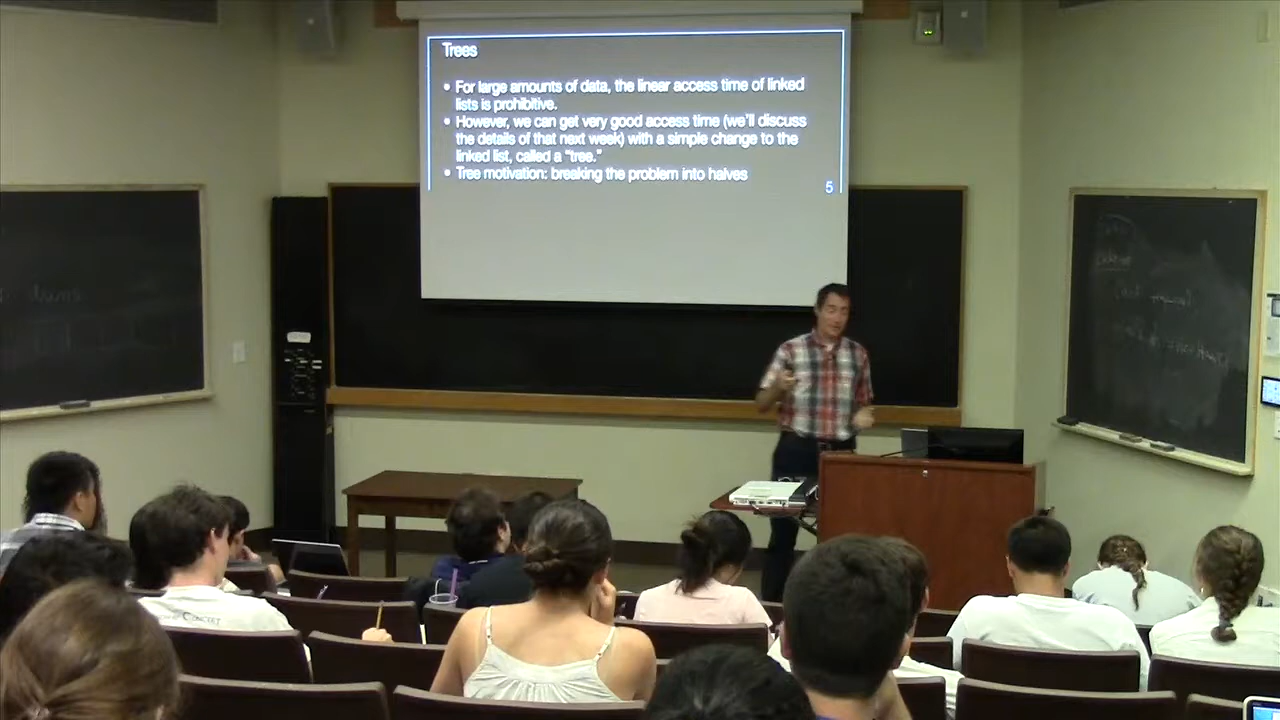 Trees
• For large amounts of data, the linear access time of linked
lists is prohibitive.
• However, we can get very good access time (we'll discuss
the details of that next week) with a simple change to the
linked list, called a "tree."
• Tree motivation: breaking the problem into halves
5